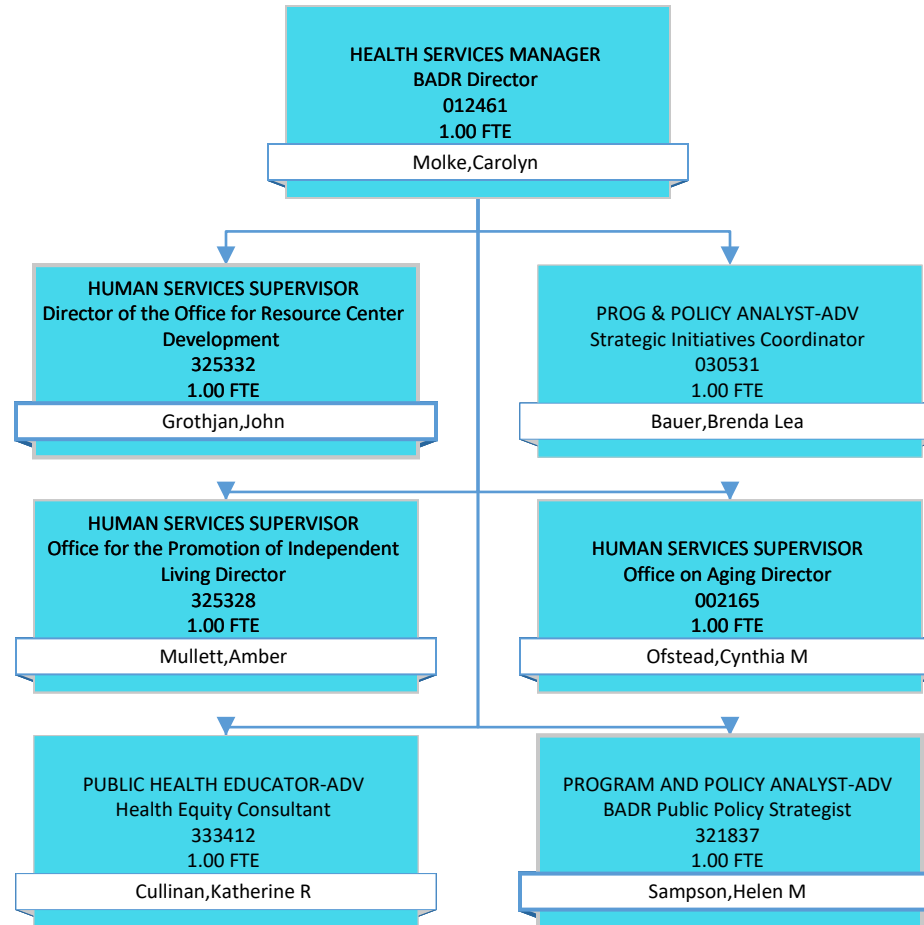 HEALTH SERVICES MANAGER
BADR Director
012461
1.00 FTE
Molke,Carolyn
HUMAN SERVICES SUPERVISOR
Director of the Office for Resource Center
Development
325332
1.00 FTE
Grothjan,John
PROG & POLICY ANALYST-ADV
Strategic Initiatives Coordinator
030531
1.00 FTE
Bauer,Brenda Lea
HUMAN SERVICES SUPERVISOR
Office for the Promotion of Independent
Living Director
325328
1.00 FTE
Mullett,Amber
HUMAN SERVICES SUPERVISOR
Office on Aging Director
002165
1.00 FTE
Ofstead,Cynthia M
PUBLIC HEALTH EDUCATOR-ADV
Health Equity Consultant
333412
1.00 FTE
Cullinan,Katherine R
PROGRAM AND POLICY ANALYST-ADV
BADR Public Policy Strategist
321837
1.00 FTE
Sampson,Helen M